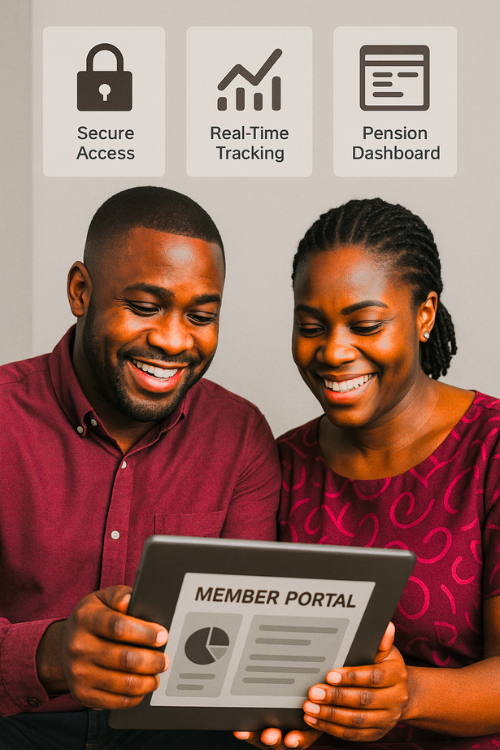 Secure
Access
Real-Time
Tracking
Pension
Dashboard
MEMBER PORTAL